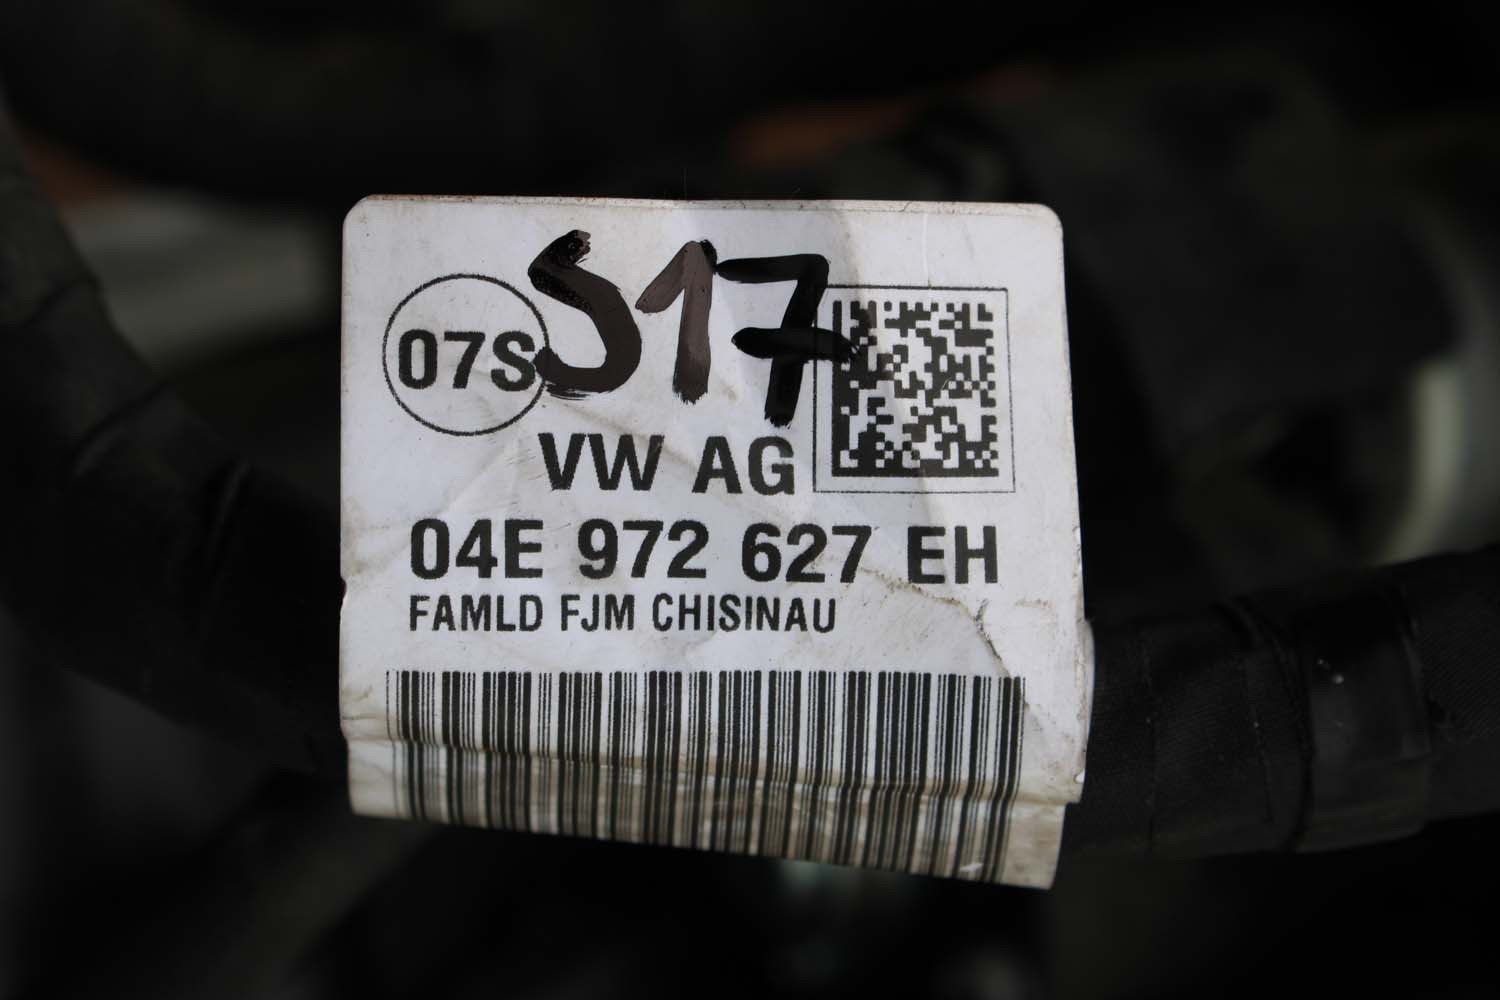 S17
07S
VW AG
04E 972 627 EH
FAMLD FJM CHISINAU